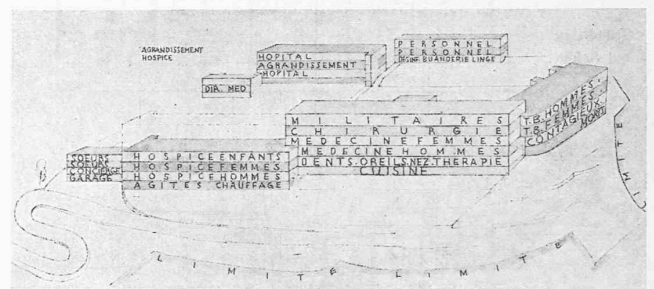 AGRANDISSEMENT
HOSPICE
HOPITAL
AGRANDISSEMENT
HOPITAL
PERSONNEL
PERSONNEL
DESINF. BUANDERIE LINGE
DIR. MED
MILITAIRES
CHIRURGIE
MEDECINE FEMMES
MEDECINE HOMMES
DENTS. OREILS. NEZ. THERAPIE
CUISINE
T.B. HOMMES.
T.B. FEMMES.
CONTAGIEUX.
SOEURS
SOEURS
CONCIERGE
GARAGE
HOSPICE ENFANTS
HOSPICE FEMMES
HOSPICE HOMMES
AGITES CHAUFFAGE
LIMITE
LIMITE LIMITE